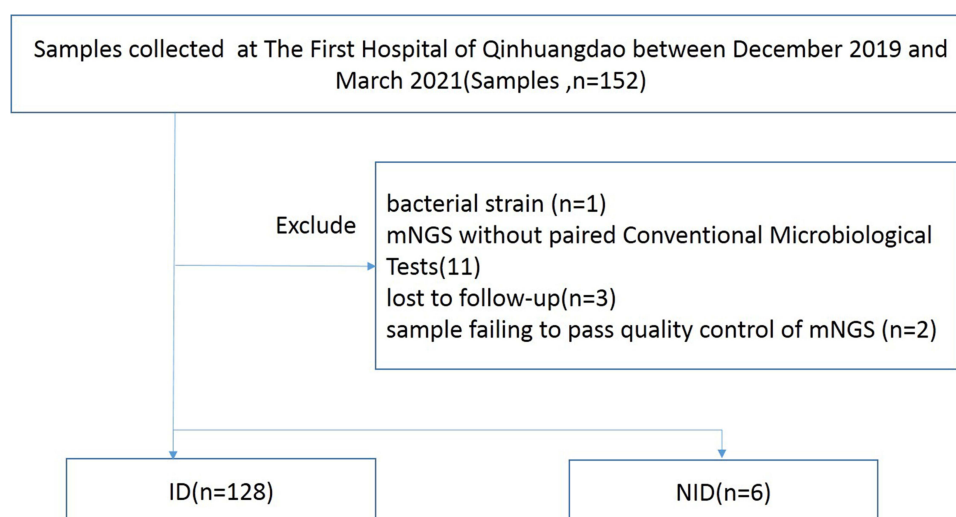 Samples collected at The First Hospital of Qinhuangdao between December 2019 and
March 2021(Samples ,n=152)
Exclude
bacterial strain (n=1)
mNGS without paired Conventional Microbiological
Tests(11)
lost to follow-up(n=3)
sample failing to pass quality control of mNGS (n=2)
ID(n=128)
NID(n=6)